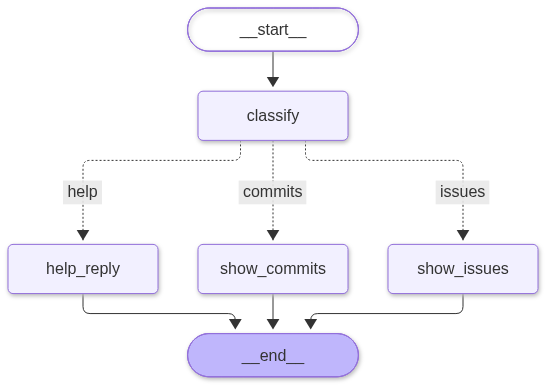 __start__
classify
help
commits
issues
help_reply
show_commits
show_issues
__end__